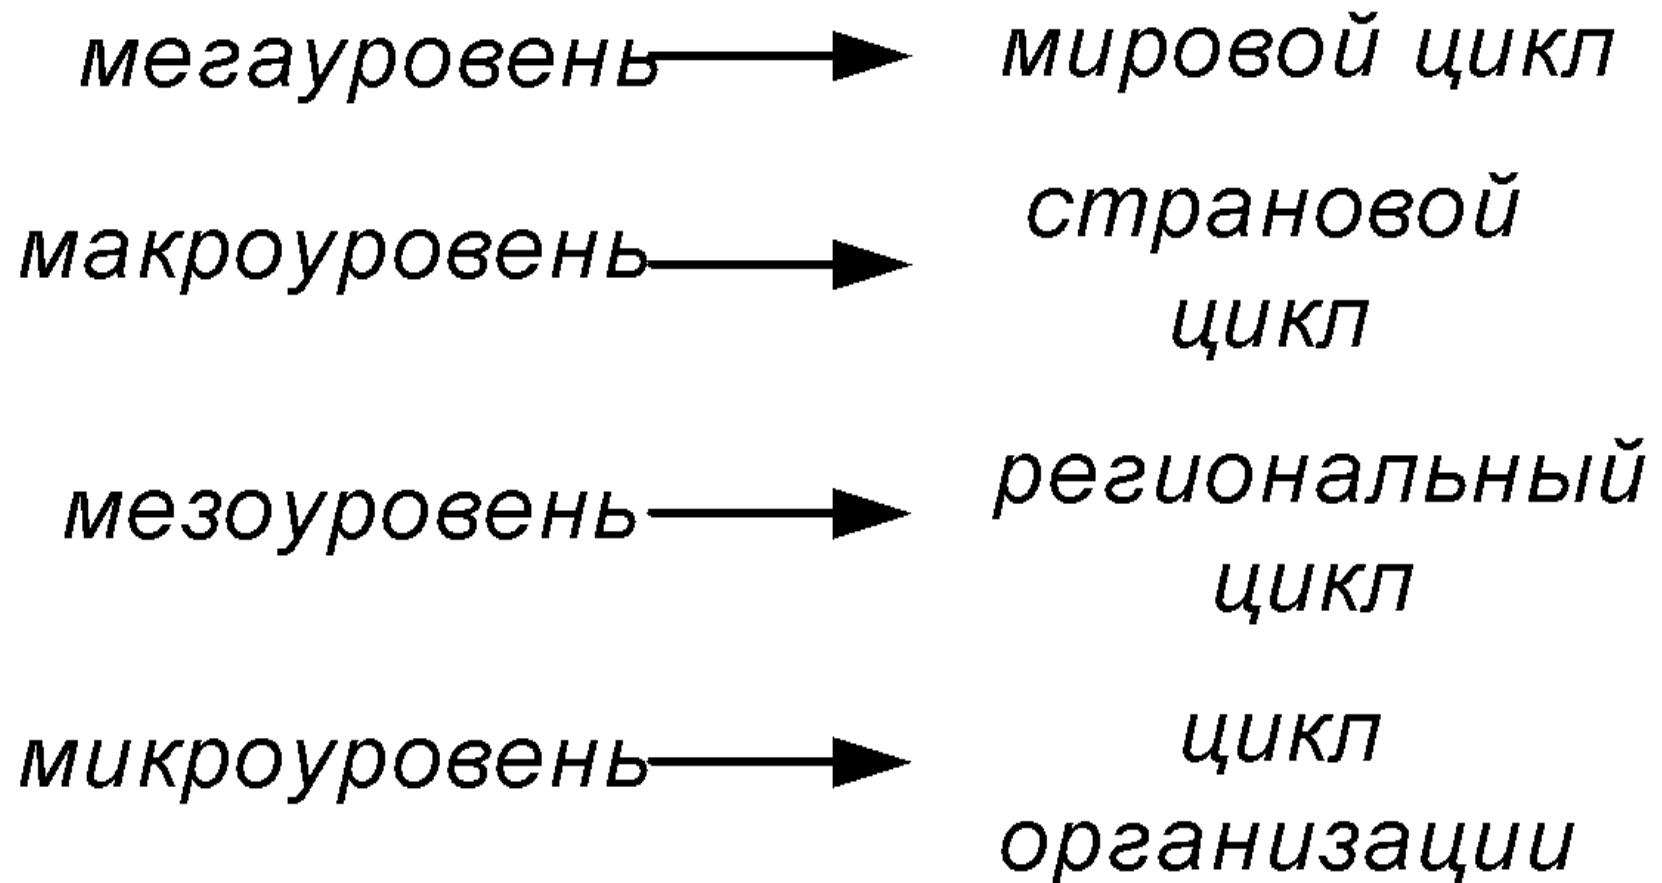 мегауровень мировой цикл
макроуровень страновой
цикл
мезоуровень региональный
цикл
микроуровень цикл
организации